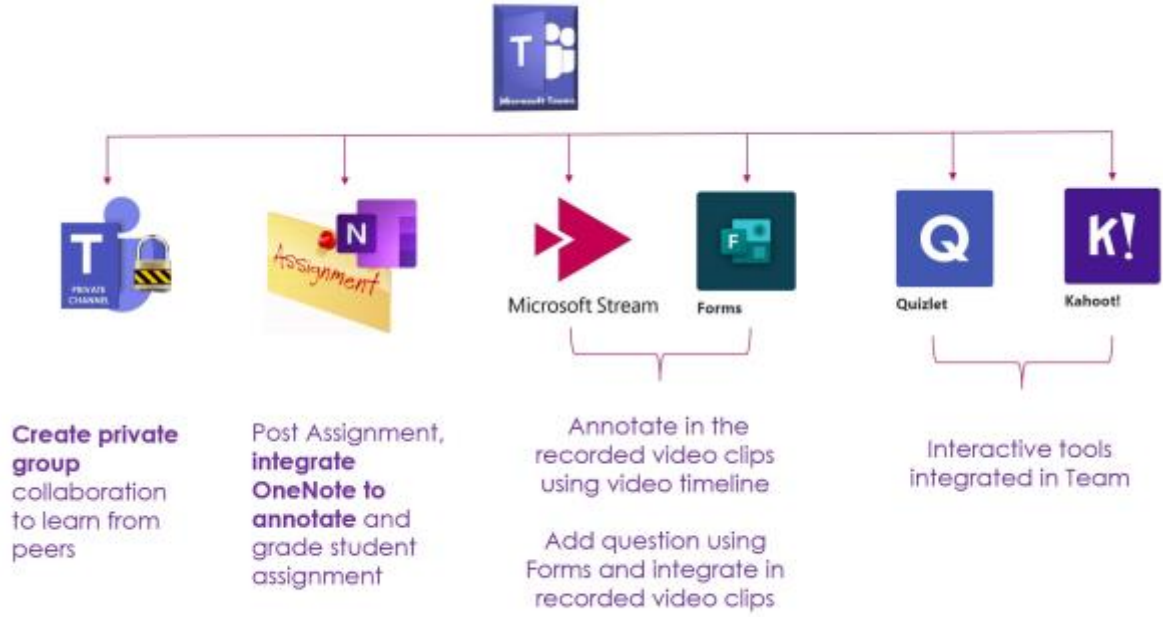 T
Microsoft Teams
T
PRIVATE
CHANNEL
N
Assignment
Microsoft Stream
F
Forms
Q
Quizlet
K!
Kahoot!
Create private
group
collaboration
to learn from
peers
Post Assignment,
integrate
OneNote to
annotate and
grade student
assignment
Annotate in the
recorded video clips
using video timeline
Add question using
Forms and integrate in
recorded video clips
Interactive tools
integrated in Team